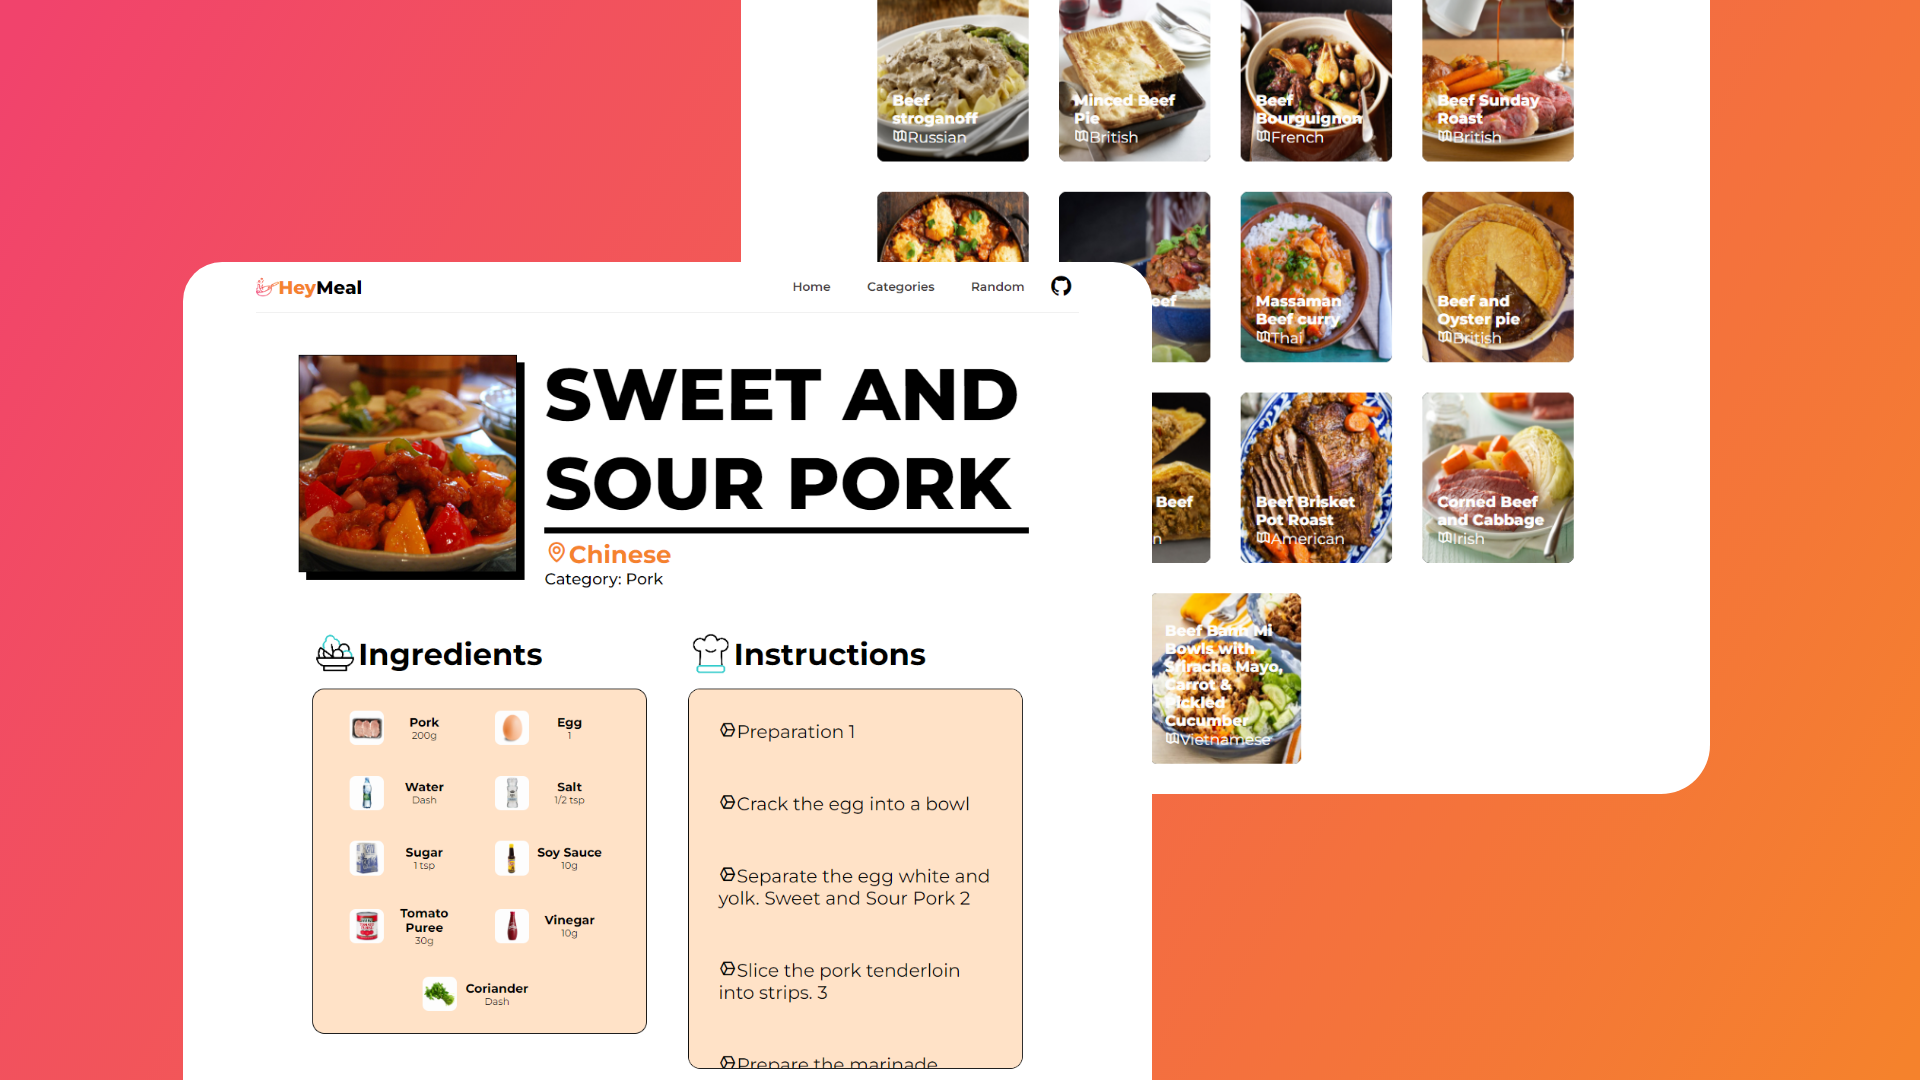 Beef
stroganoff
Russian
Minced Beef
Pie
British
Beef
Bourguignon
French
Beef Sunday
Roast
British
Massaman
Beef curry
Thai
Beef and
Oyster pie
British
Beef
Beef Brisket
Pot Roast
American
Corned Beef
and Cabbage
Irish
Beef Banh Mi
Bowls with
Sriracha Mayo,
Carrot &
Pickled
Cucumber
Vietnamese
HeyMeal
Home
Categories
Random
SWEET AND
SOUR PORK
Chinese
Category: Pork
Ingredients
Pork
200g
Egg
1
Water
Dash
Salt
1/2 tsp
Sugar
1 tsp
Soy Sauce
10g
Tomato
Puree
30g
Vinegar
10g
Coriander
Dash
Instructions
Preparation 1
Crack the egg into a bowl
Separate the egg white and
yolk. Sweet and Sour Pork 2
Slice the pork tenderloin
into strips. 3
Prepare the marinade